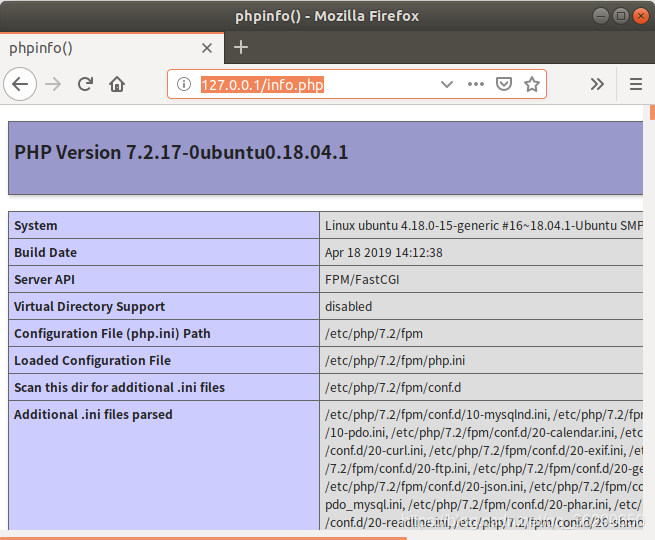 phpinfo() - Mozilla Firefox
phpinfo()
127.0.0.1/info.php
PHP Version 7.2.17-0ubuntu0.18.04.1
System Linux ubuntu 4.18.0-15-generic #16~18.04.1-Ubuntu SMP
Build Date Apr 18 2019 14:12:38
Server API FPM/FastCGI
Virtual Directory Support disabled
Configuration File (php.ini) Path /etc/php/7.2/fpm
Loaded Configuration File /etc/php/7.2/fpm/php.ini
Scan this dir for additional .ini files /etc/php/7.2/fpm/conf.d
Additional .ini files parsed /etc/php/7.2/fpm/conf.d/10-mysqlnd.ini, /etc/php/7.2/fpm
/10-pdo.ini, /etc/php/7.2/fpm/conf.d/20-calendar.ini, /etc
/conf.d/20-curl.ini, /etc/php/7.2/fpm/conf.d/20-exif.ini, /et
/7.2/fpm/conf.d/20-ftp.ini, /etc/php/7.2/fpm/conf.d/20-ge
/etc/php/7.2/fpm/conf.d/20-json.ini, /etc/php/7.2/fpm/con
pdo_mysql.ini, /etc/php/7.2/fpm/conf.d/20-phar.ini, /etc/
/conf.d/20-readline.ini, /etc/php/7.2/fpm/conf.d/20-shmo